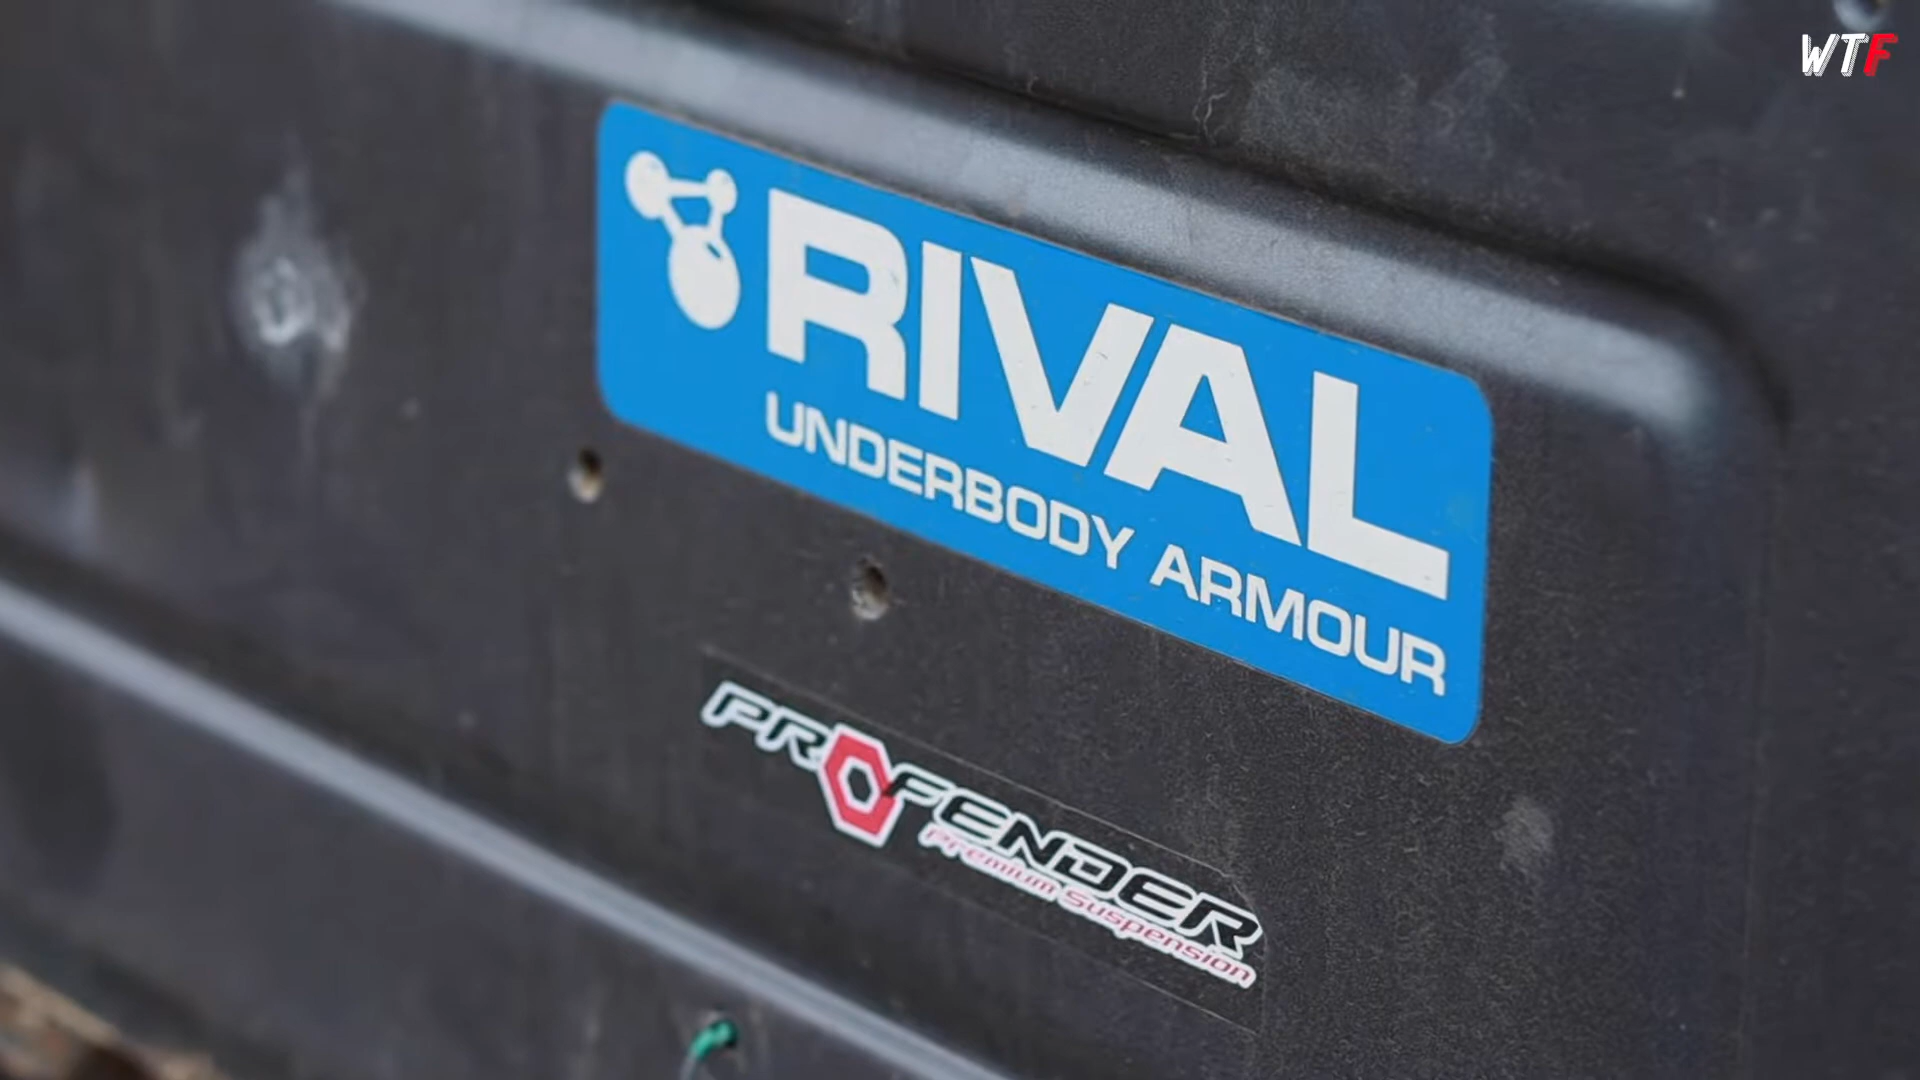 WTF
RIVAL
UNDERBODY ARMOUR
PROFENDER
Premium Suspension